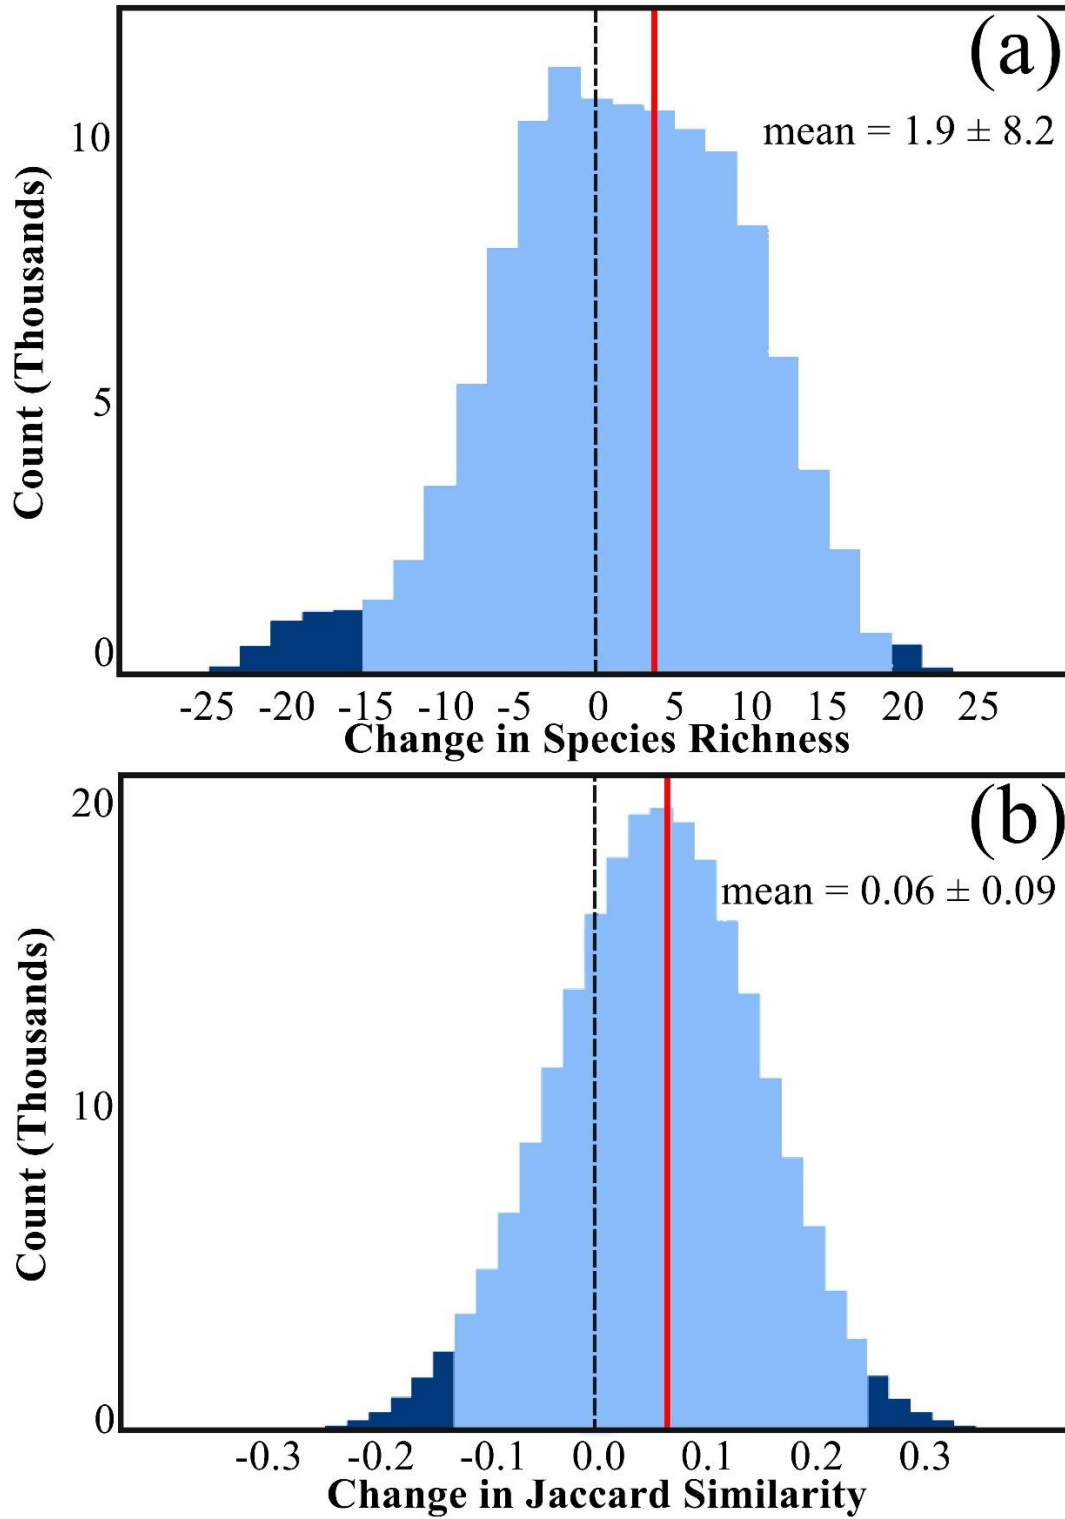 (a)
mean = 1.9 ± 8.2
Count (Thousands)
10
5
0
-25 -20 -15 -10 -5 0 5 10 15 20 25
Change in Species Richness
(b)
mean = 0.06 ± 0.09
Count (Thousands)
20
10
0
-0.3 -0.2 -0.1 0.0 0.1 0.2 0.3
Change in Jaccard Similarity